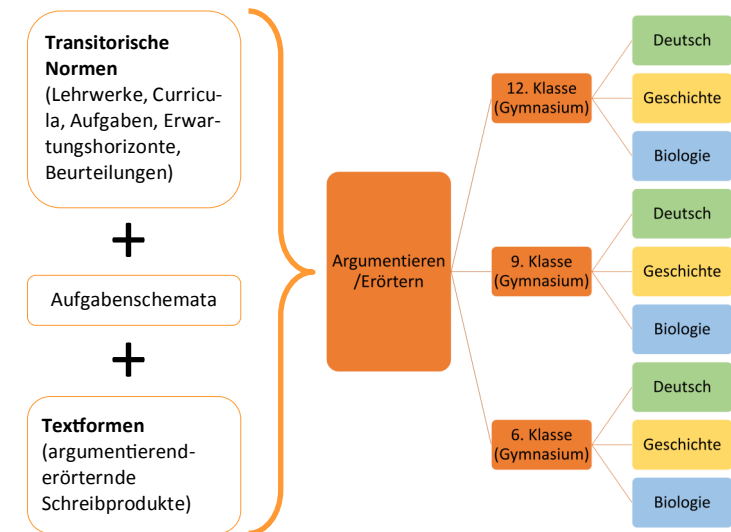 Transitorische
Normen
(Lehrwerke, Curricu-
la, Aufgaben, Erwar-
tungshorizonte,
Beurteilungen)
+
Aufgabenschemata
+
Textformen
(argumentierend-
erörternde
Schreibprodukte)
Argumentieren
/Erörtern
12. Klasse
(Gymnasium)
Deutsch
Geschichte
Biologie
9. Klasse
(Gymnasium)
Deutsch
Geschichte
Biologie
6. Klasse
(Gymnasium)
Deutsch
Geschichte
Biologie